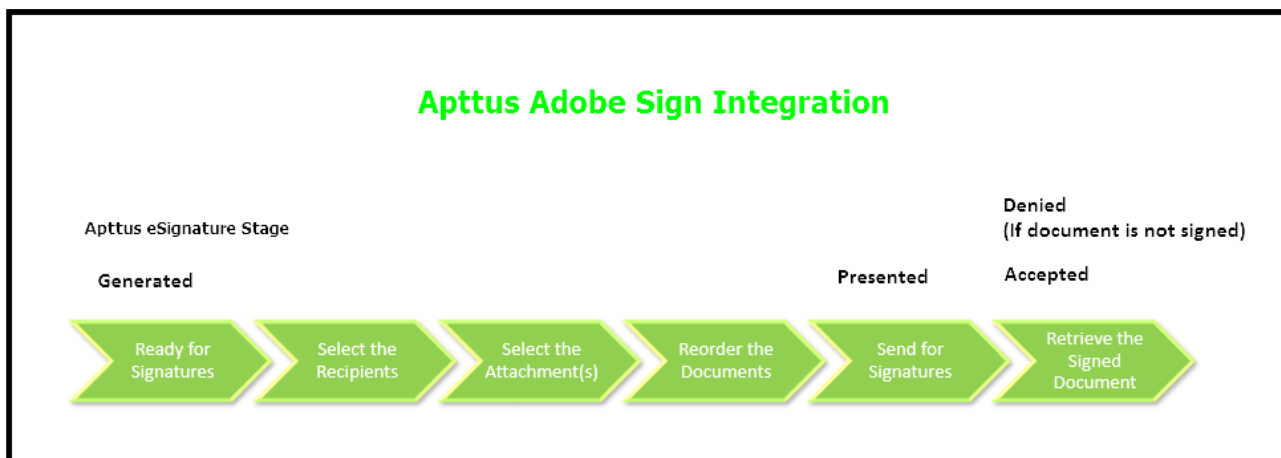 Apttus Adobe Sign Integration
Apttus eSignature Stage
Denied
(If document is not signed)
Generated
Presented
Accepted
Ready for
Signatures
Select the
Recipients
Select the
Attachment(s)
Reorder the
Documents
Send for
Signatures
Retrieve the
Signed
Document